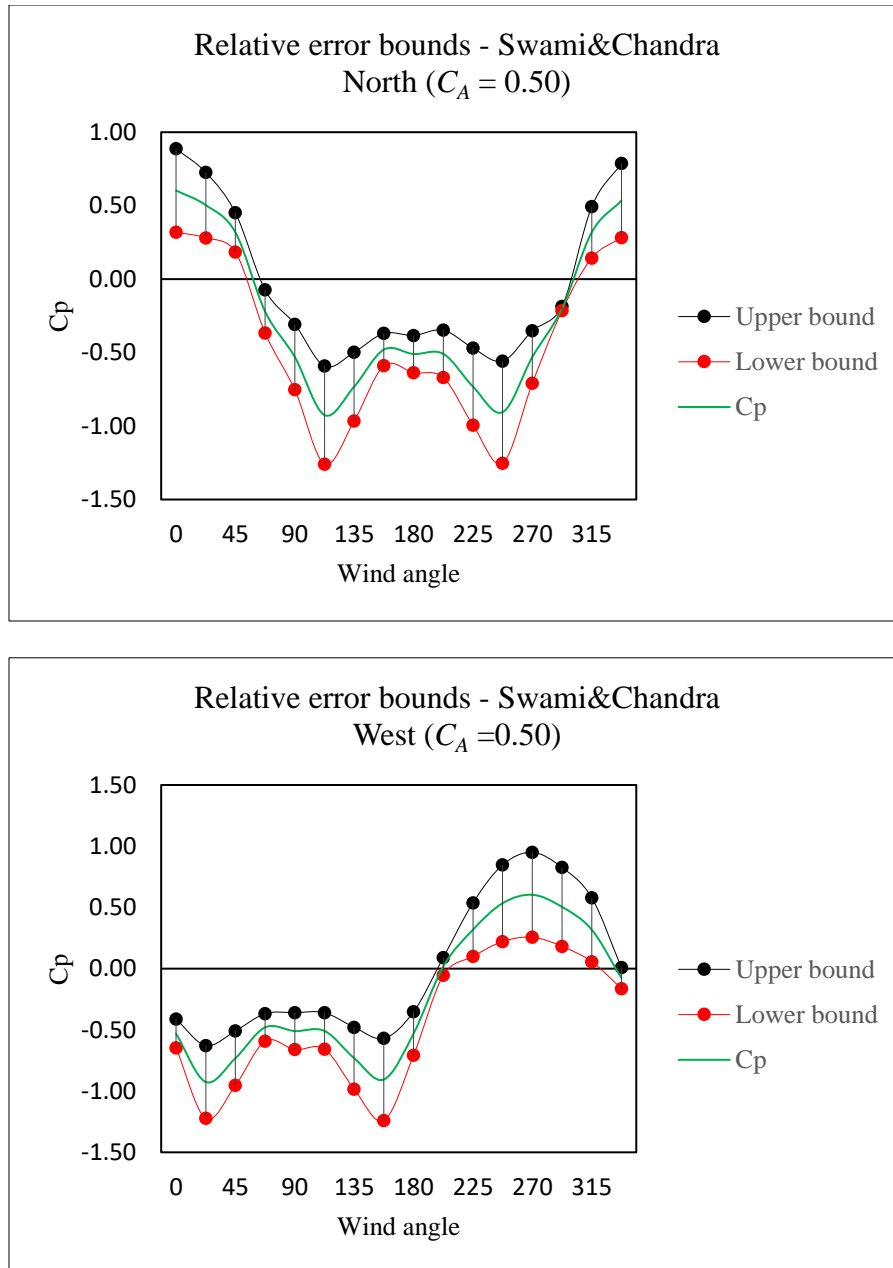 Relative error bounds - Swami&Chandra
North (C_A = 0.50)
1.00
0.50
0.00
-0.50
-1.00
-1.50
Cp
0 45 90 135 180 225 270 315
Wind angle
Upper bound
Lower bound
Cp
Relative error bounds - Swami&Chandra
West (C_A =0.50)
1.50
1.00
0.50
0.00
-0.50
-1.00
-1.50
Cp
0 45 90 135 180 225 270 315
Wind angle
Upper bound
Lower bound
Cp